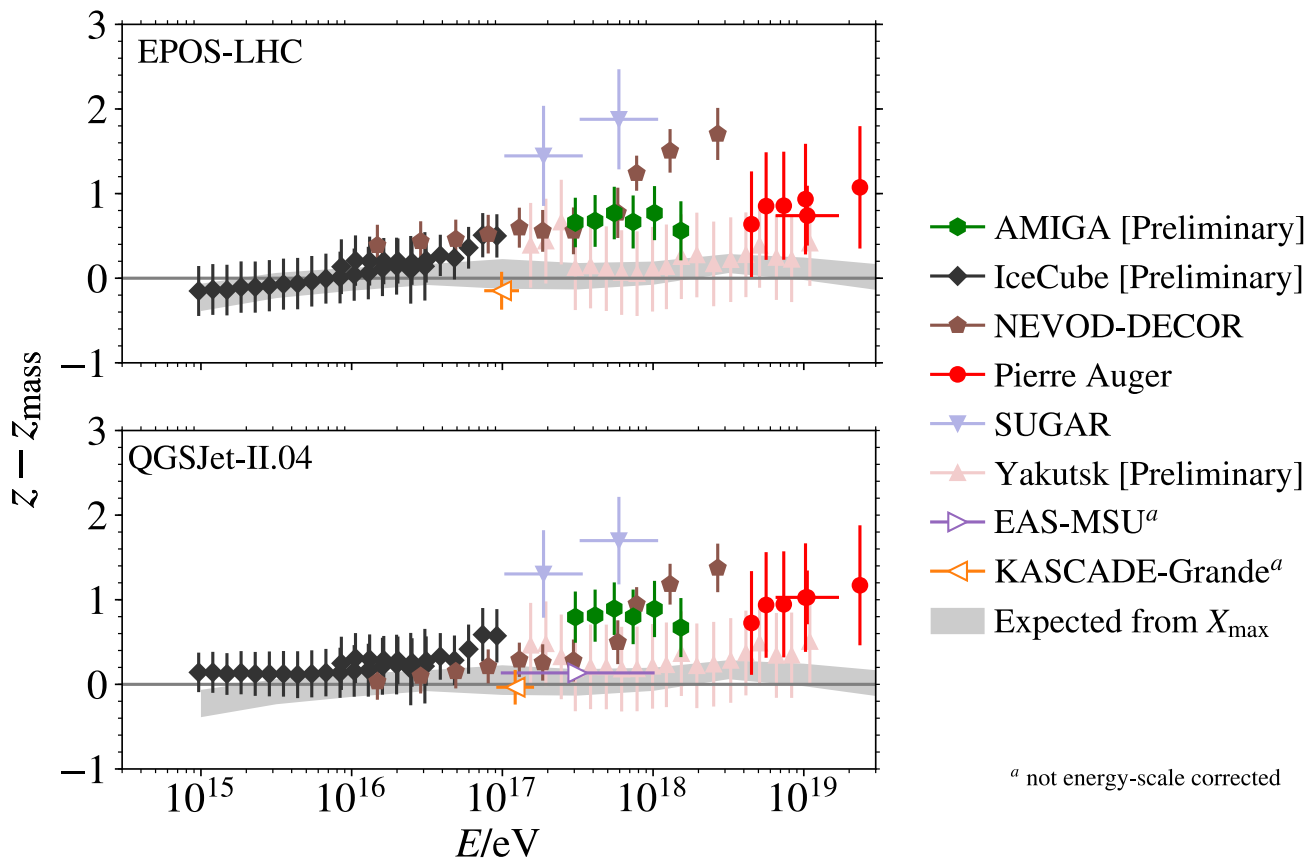 EPOS-LHC
3
2
1
0
−1
QGSJet-II.04
3
2
1
0
−1
z − z_mass
10^15 10^16 10^17 10^18 10^19
E/eV
AMIGA [Preliminary]
IceCube [Preliminary]
NEVOD-DECOR
Pierre Auger
SUGAR
Yakutsk [Preliminary]
EAS-MSU^a
KASCADE-Grande^a
Expected from X_max
^a not energy-scale corrected